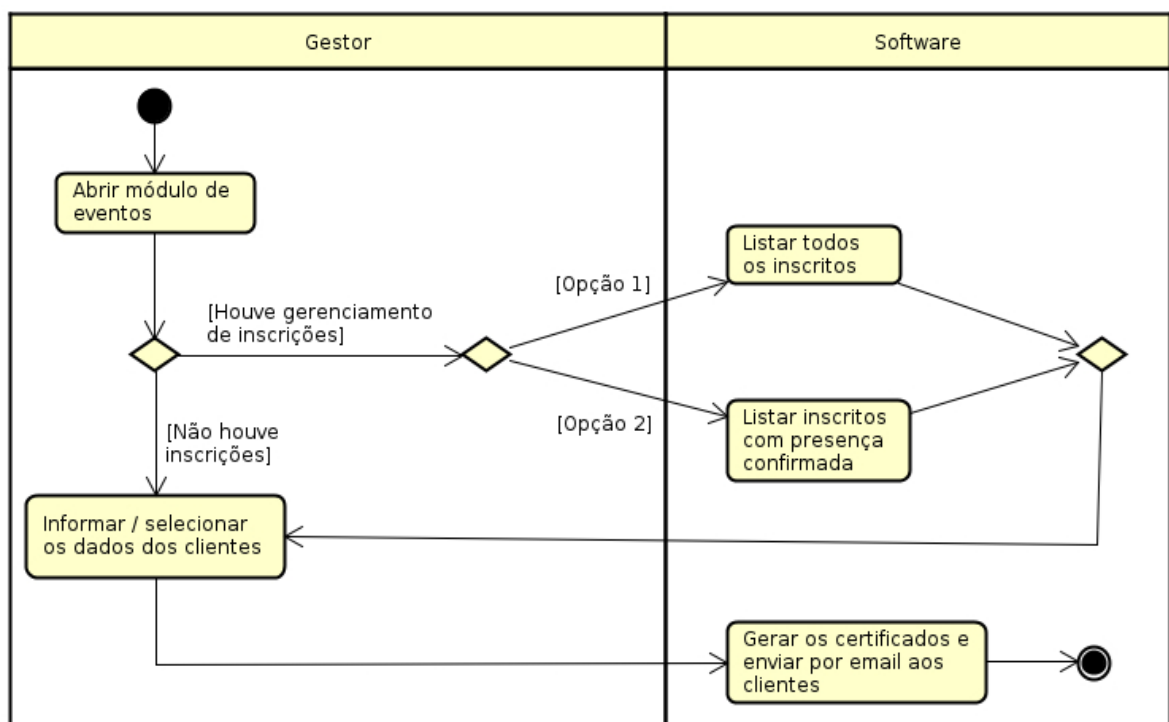 Gestor
Software
Abrir módulo de
eventos
[Houve gerenciamento
de inscrições]
[Opção 1]
Listar todos
os inscritos
[Opção 2]
Listar inscritos
com presença
confirmada
[Não houve
inscrições]
Informar / selecionar
os dados dos clientes
Gerar os certificados e
enviar por email aos
clientes